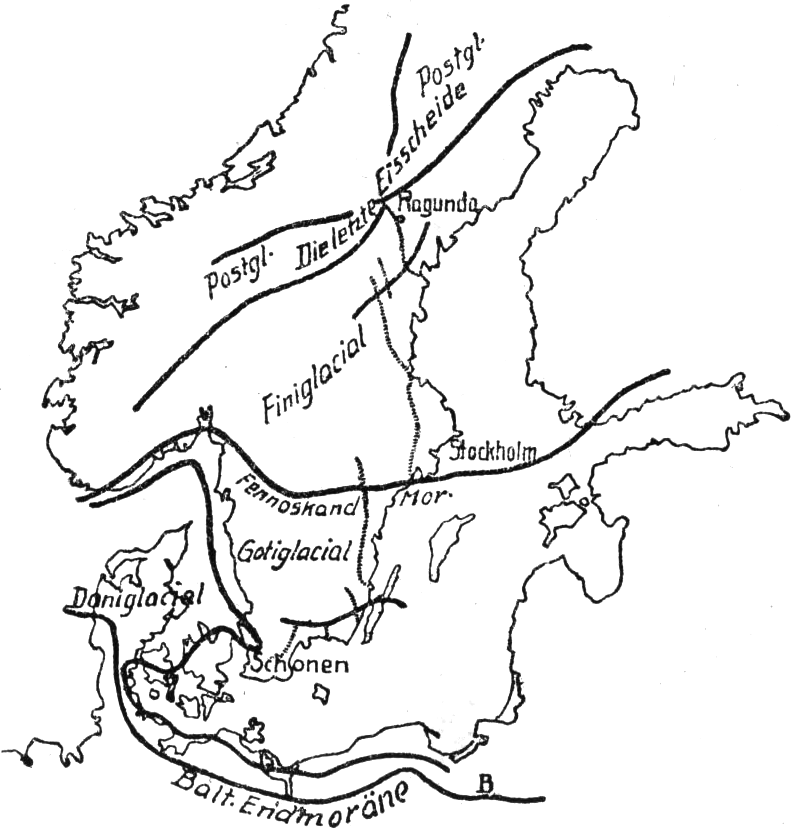 Postgl.
Eisscheide
Die letzte
Ragunda
Postgl.
Finiglacial
Stockholm
Fennoskand
Mor.
Gotiglacial
Daniglacial
Schonen
B
Balt. Endmoräne